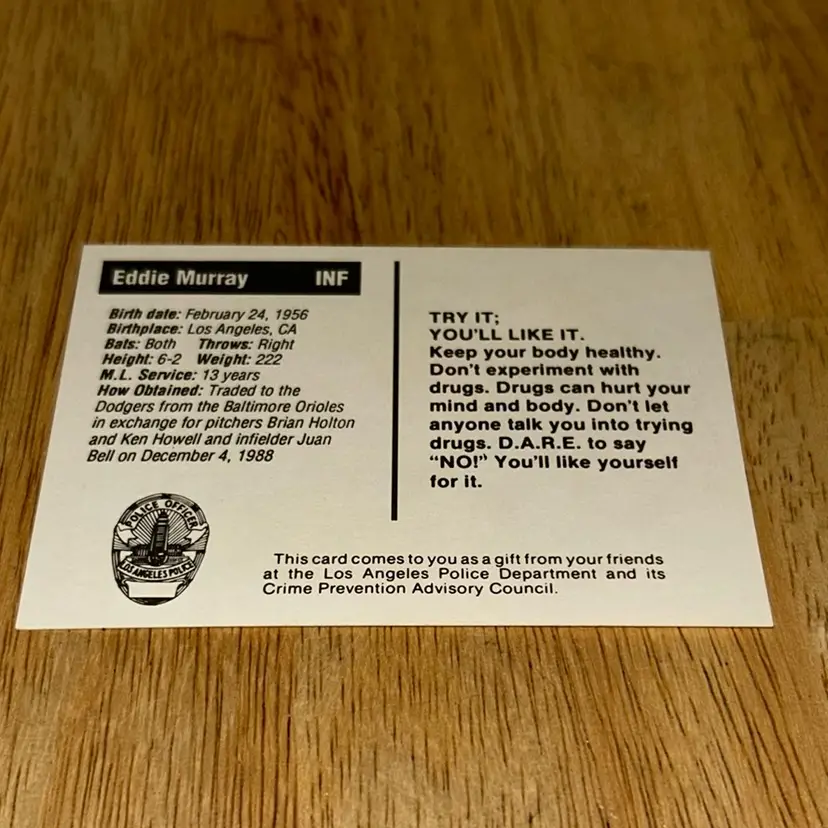 Eddie Murray INF
Birth date: February 24, 1956
Birthplace: Los Angeles, CA
Bats: Both Throws: Right
Height: 6-2 Weight: 222
M.L. Service: 13 years
How Obtained: Traded to the
Dodgers from the Baltimore Orioles
in exchange for pitchers Brian Holton
and Ken Howell and infielder Juan
Bell on December 4, 1988
TRY IT;
YOU'LL LIKE IT.
Keep your body healthy.
Don't experiment with
drugs. Drugs can hurt your
mind and body. Don't let
anyone talk you into trying
drugs. D.A.R.E. to say
“NO!” You'll like yourself
for it.
POLICE OFFICER
LOS ANGELES POLICE
This card comes to you as a gift from your friends
at the Los Angeles Police Department and its
Crime Prevention Advisory Council.